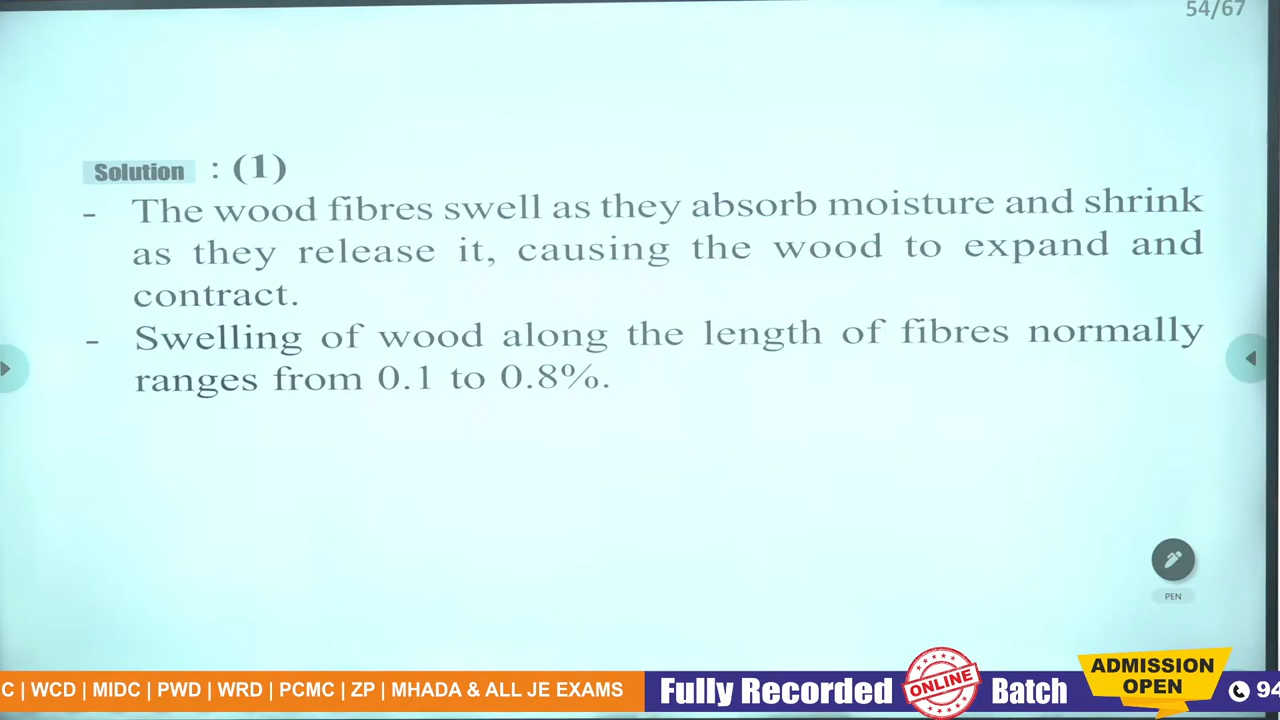 54/67
Solution : (1)
- The wood fibres swell as they absorb moisture and shrink
as they release it, causing the wood to expand and
contract.
- Swelling of wood along the length of fibres normally
ranges from 0.1 to 0.8%.
PEN
C | WCD | MIDC | PWD | WRD | PCMC | ZP | MHADA & ALL JE EXAMS
Fully Recorded ONLINE Batch
ADMISSION
OPEN
94